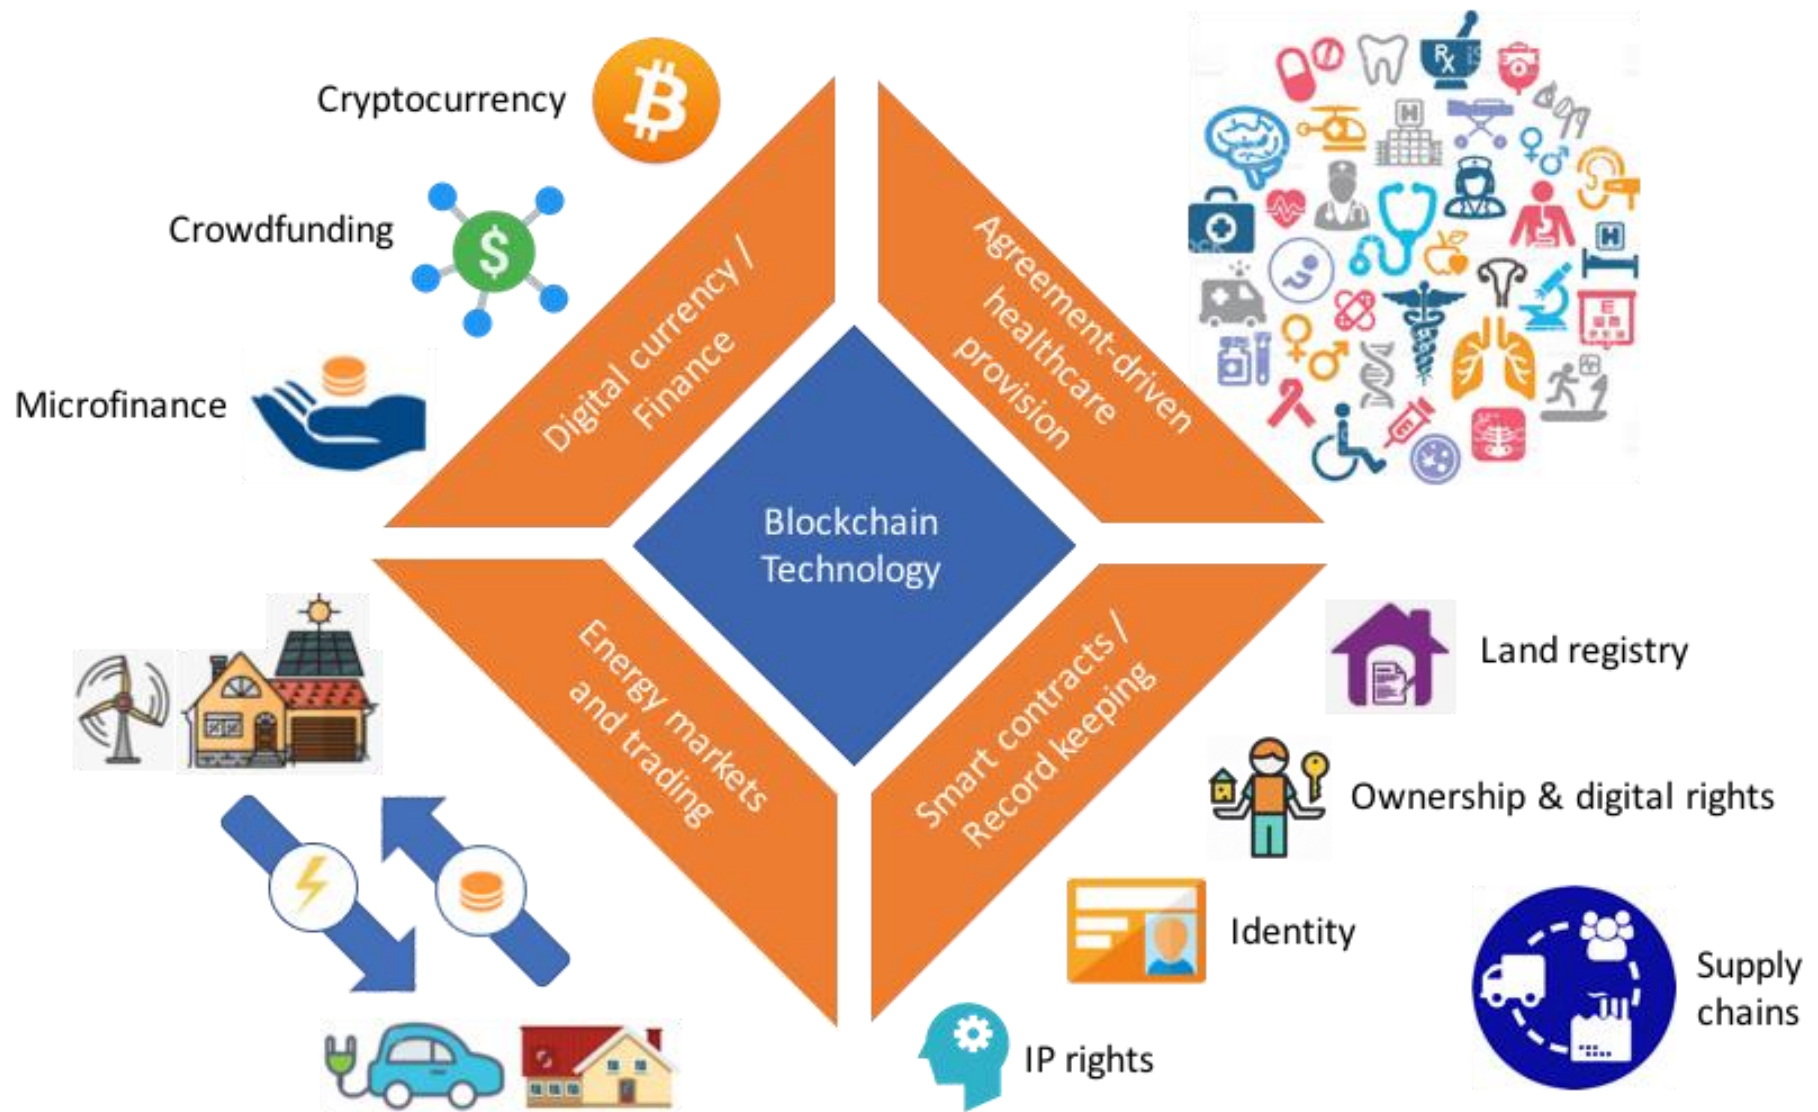 Cryptocurrency
Crowdfunding
Microfinance
Digital currency /
Finance
Agreement-driven
healthcare
provision
Blockchain
Technology
Energy markets
and trading
Smart contracts /
Record keeping
Land registry
Ownership & digital rights
Identity
Supply
chains
IP rights